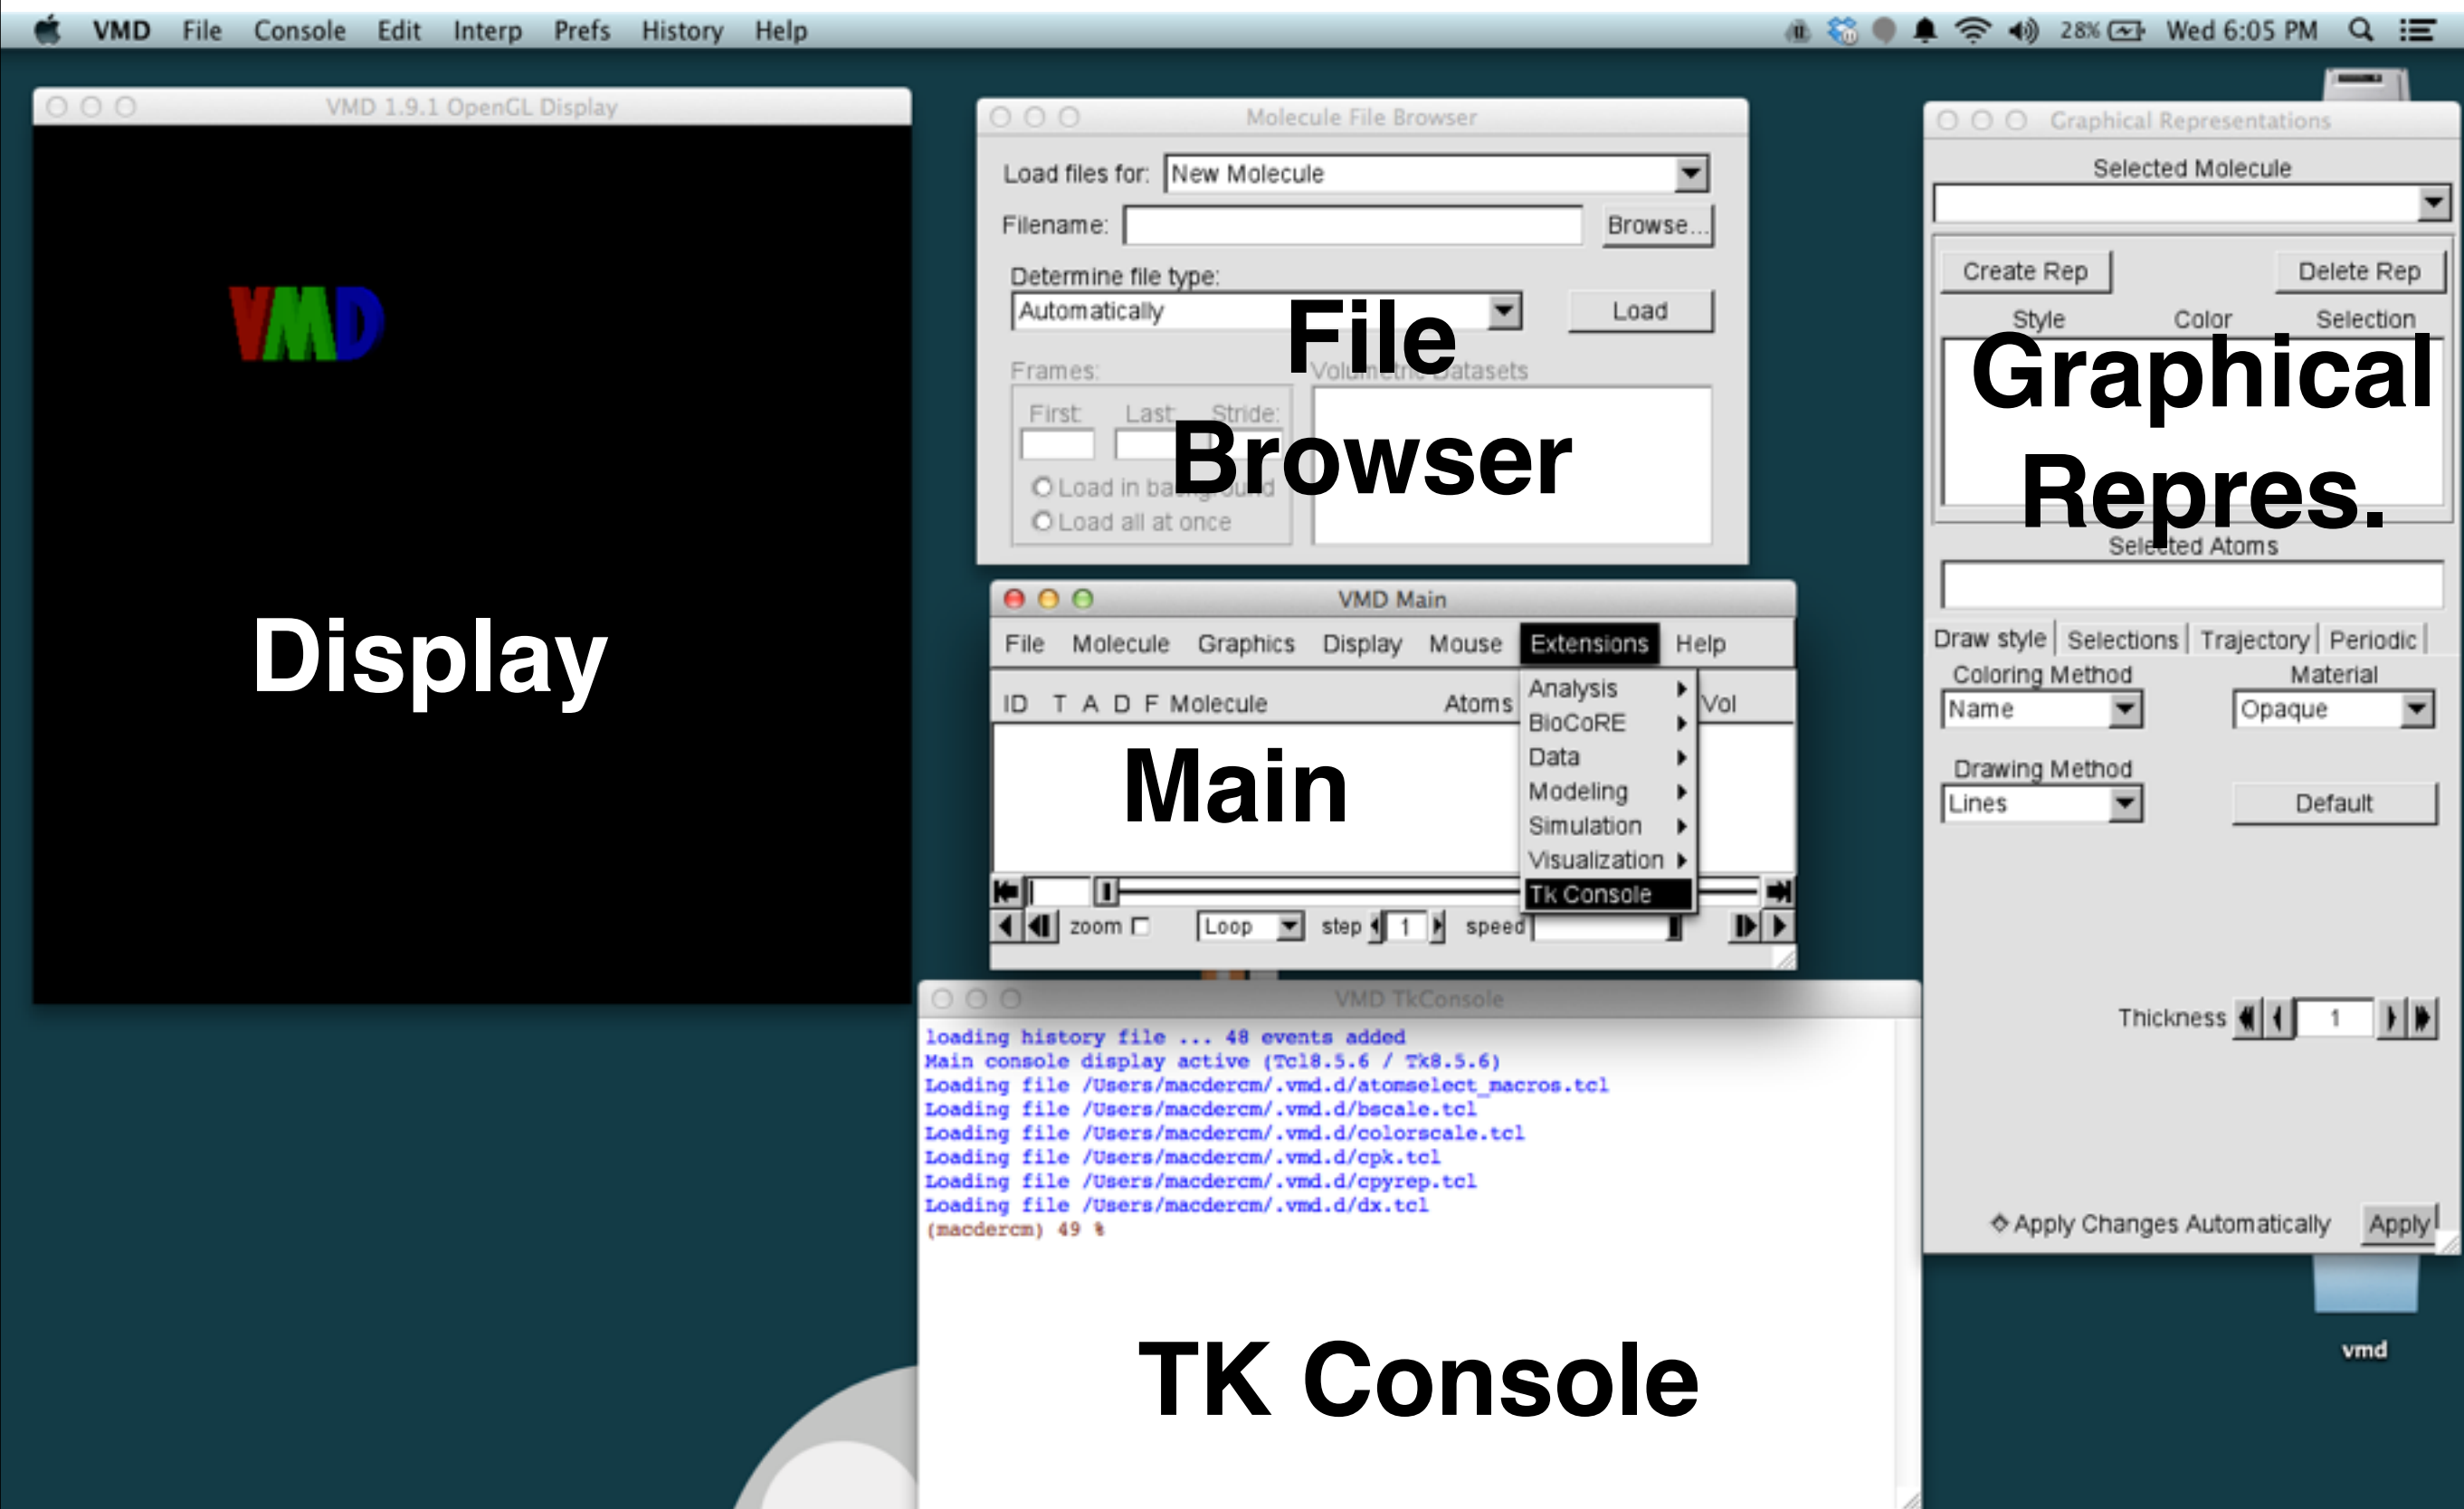 VMD File Console Edit Interp Prefs History Help 28% Wed 6:05 PM
VMD 1.9.1 OpenGL Display
VMD
Display
Molecule File Browser
Load files for: New Molecule
Filename: Browse...
Determine file type:
Automatically Load
File
Browser
Frames: Volumetric Datasets
First: Last: Stride:
Load in background
Load all at once
VMD Main
File Molecule Graphics Display Mouse Extensions Help
ID T A D F Molecule Atoms Vol
Analysis
BioCoRE
Data
Modeling
Simulation
Visualization
Tk Console
Main
zoom Loop step 1 speed
VMD TkConsole
loading history file ... 48 events added
Main console display active (Tcl8.5.6 / Tk8.5.6)
Loading file /Users/macdercm/.vmd.d/atomselect_macros.tcl
Loading file /Users/macdercm/.vmd.d/bscale.tcl
Loading file /Users/macdercm/.vmd.d/colorscale.tcl
Loading file /Users/macdercm/.vmd.d/cpk.tcl
Loading file /Users/macdercm/.vmd.d/cpyrep.tcl
Loading file /Users/macdercm/.vmd.d/dx.tcl
(macdercm) 49 %
TK Console
Graphical Representations
Selected Molecule
Create Rep Delete Rep
Style Color Selection
Graphical
Repres.
Selected Atoms
Draw style Selections Trajectory Periodic
Coloring Method Material
Name Opaque
Drawing Method
Lines Default
Thickness 1
Apply Changes Automatically Apply
vmd